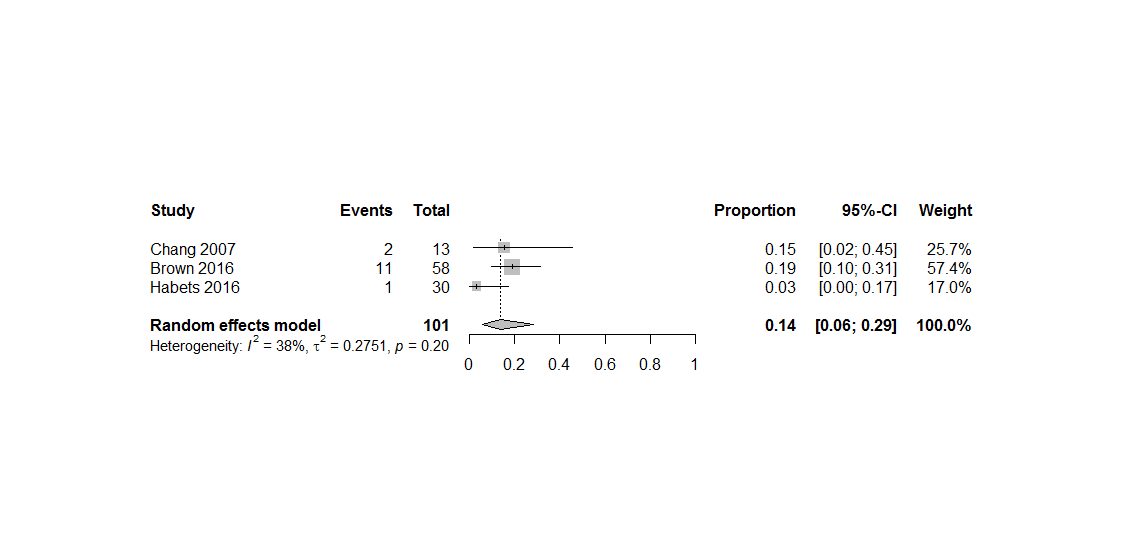 Study Events Total Proportion 95%-CI Weight
Chang 2007 2 13 0.15 [0.02; 0.45] 25.7%
Brown 2016 11 58 0.19 [0.10; 0.31] 57.4%
Habets 2016 1 30 0.03 [0.00; 0.17] 17.0%
Random effects model 101 0.14 [0.06; 0.29] 100.0%
Heterogeneity: I² = 38%, τ² = 0.2751, p = 0.20
0 0.2 0.4 0.6 0.8 1